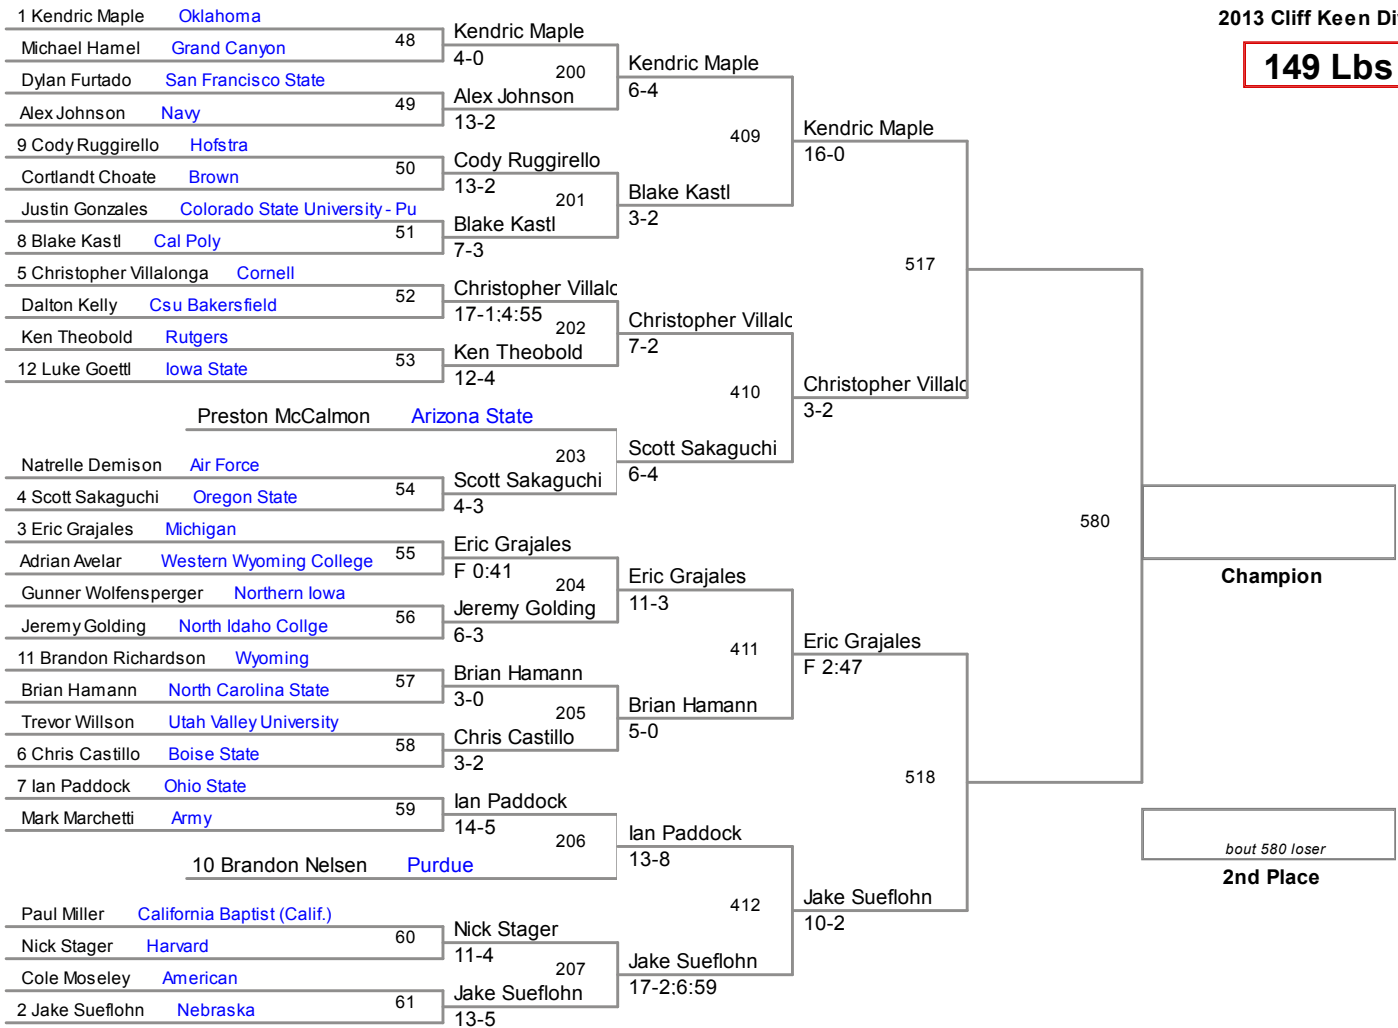 2013 Cliff Keen Di
149 Lbs
1 Kendric Maple Oklahoma
Michael Hamel Grand Canyon
48
Dylan Furtado San Francisco State
Alex Johnson Navy
49
9 Cody Ruggirello Hofstra
Cortlandt Choate Brown
50
Justin Gonzales Colorado State University - Pu
8 Blake Kastl Cal Poly
51
5 Christopher Villalonga Cornell
Dalton Kelly Csu Bakersfield
52
Ken Theobold Rutgers
12 Luke Goettl Iowa State
53
Preston McCalmon Arizona State
Natrelle Demison Air Force
4 Scott Sakaguchi Oregon State
54
3 Eric Grajales Michigan
Adrian Avelar Western Wyoming College
55
Gunner Wolfensperger Northern Iowa
Jeremy Golding North Idaho Collge
56
11 Brandon Richardson Wyoming
Brian Hamann North Carolina State
57
Trevor Willson Utah Valley University
6 Chris Castillo Boise State
58
7 Ian Paddock Ohio State
Mark Marchetti Army
59
10 Brandon Nelsen Purdue
Paul Miller California Baptist (Calif.)
Nick Stager Harvard
60
Cole Moseley American
2 Jake Sueflohn Nebraska
61
Kendric Maple
4-0
200
Alex Johnson
13-2
Cody Ruggirello
13-2
201
Blake Kastl
7-3
Christopher Villalo
17-1;4:55
202
Ken Theobold
12-4
203
Scott Sakaguchi
4-3
Eric Grajales
F 0:41
204
Jeremy Golding
6-3
Brian Hamann
3-0
205
Chris Castillo
3-2
Ian Paddock
14-5
206
Nick Stager
11-4
207
Jake Sueflohn
13-5
Kendric Maple
6-4
409
Blake Kastl
3-2
Christopher Villalo
7-2
410
Scott Sakaguchi
6-4
Eric Grajales
11-3
411
Brian Hamann
5-0
Ian Paddock
13-8
412
Jake Sueflohn
17-2;6:59
Kendric Maple
16-0
517
Christopher Villalo
3-2
Eric Grajales
F 2:47
518
Jake Sueflohn
10-2
580
Champion
bout 580 loser
2nd Place